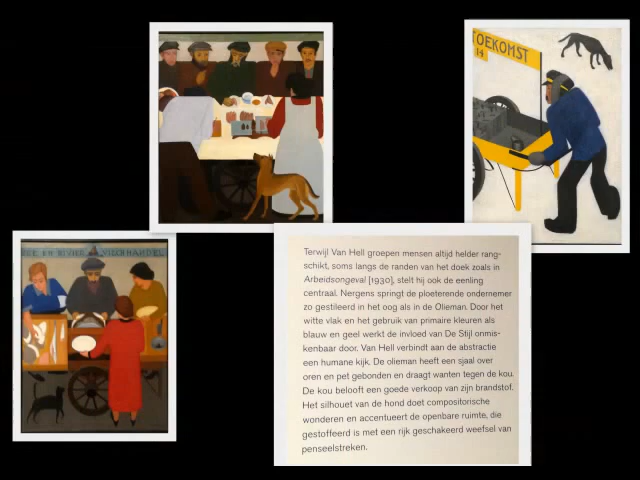 TOEKOMST
14
ZEE EN RIVIER VISCHHANDEL
Terwijl Van Hell groepen mensen altijd helder rang-
schikt, soms langs de randen van het doek zoals in
Arbeidsongeval [1930], stelt hij ook de eenling
centraal. Nergens springt de ploeterende ondernemer
zo gestileerd in het oog als in de Olieman. Door het
witte vlak en het gebruik van primaire kleuren als
blauw en geel werkt de invloed van De Stijl onmis-
kenbaar door. Van Hell verbindt aan de abstractie
een humane kijk. De olieman heeft een sjaal over
oren en pet gebonden en draagt wanten tegen de kou.
De kou belooft een goede verkoop van zijn brandstof.
Het silhouet van de hond doet compositorische
wonderen en accentueert de openbare ruimte, die
gestoffeerd is met een rijk geschakeerd weefsel van
penseelstreken.